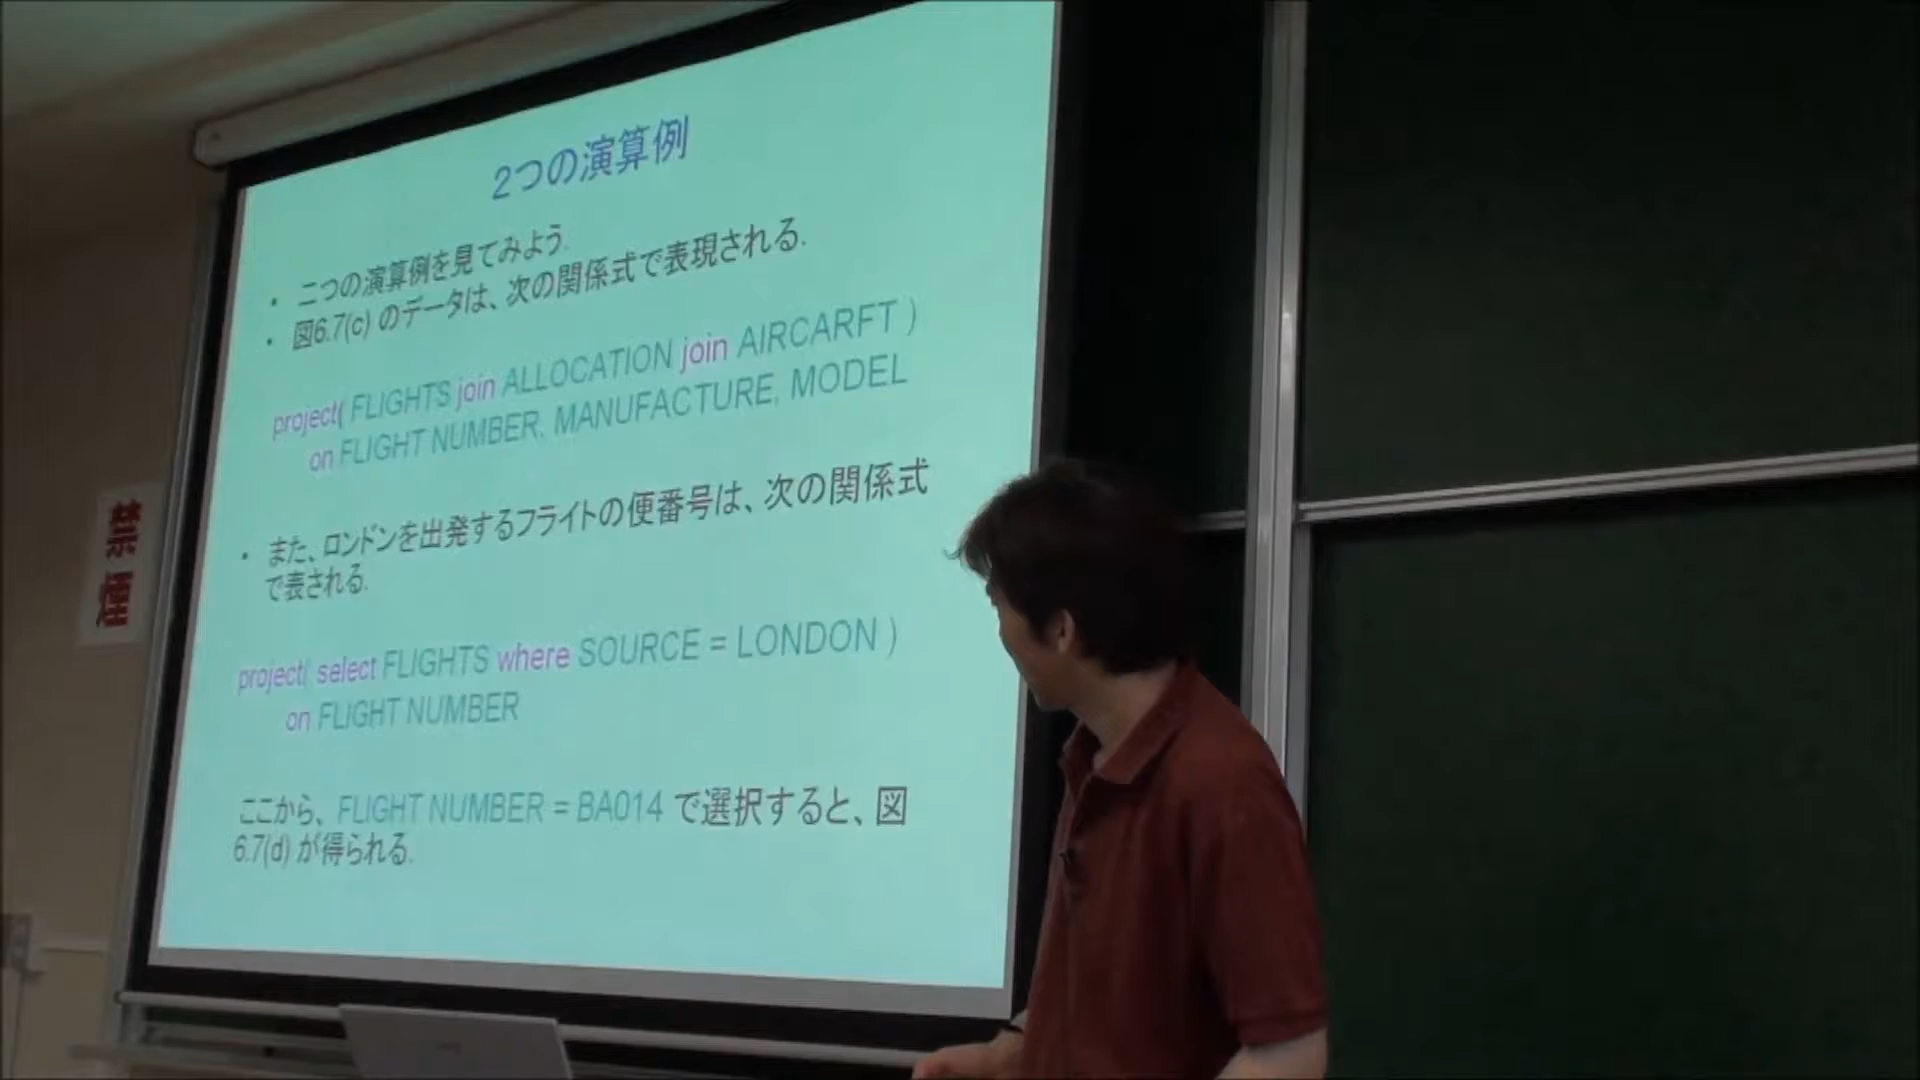 2つの演算例
• 二つの演算例を見てみよう.
• 図6.7(c) のデータは、次の関係式で表現される.
project( FLIGHTS join ALLOCATION join AIRCARFT )
on FLIGHT NUMBER, MANUFACTURE, MODEL
• また、ロンドンを出発するフライトの便番号は、次の関係式
で表される.
project( select FLIGHTS where SOURCE = LONDON )
on FLIGHT NUMBER
ここから、FLIGHT NUMBER = BA014 で選択すると、図
6.7(d) が得られる.
禁煙